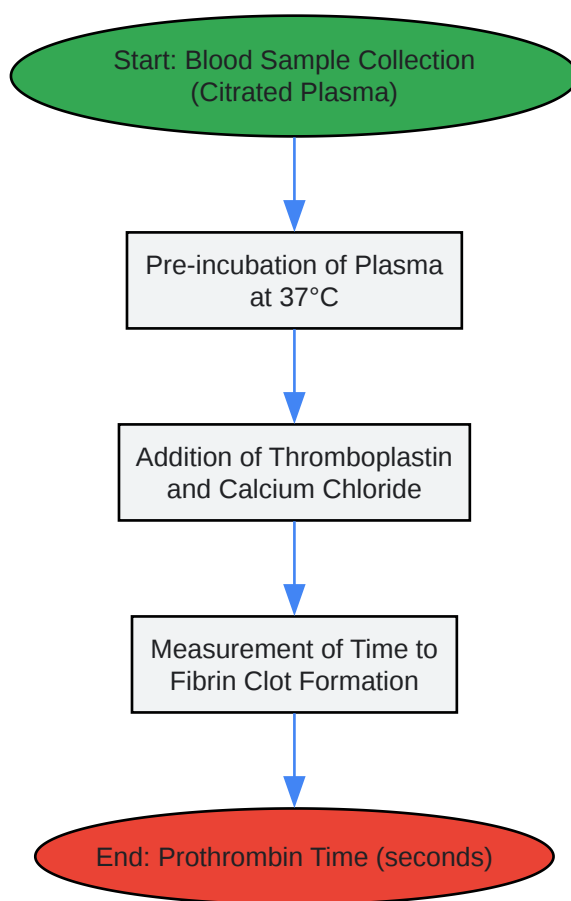 Start: Blood Sample Collection
(Citrated Plasma)
Pre-incubation of Plasma
at 37°C
Addition of Thromboplastin
and Calcium Chloride
Measurement of Time to
Fibrin Clot Formation
End: Prothrombin Time (seconds)